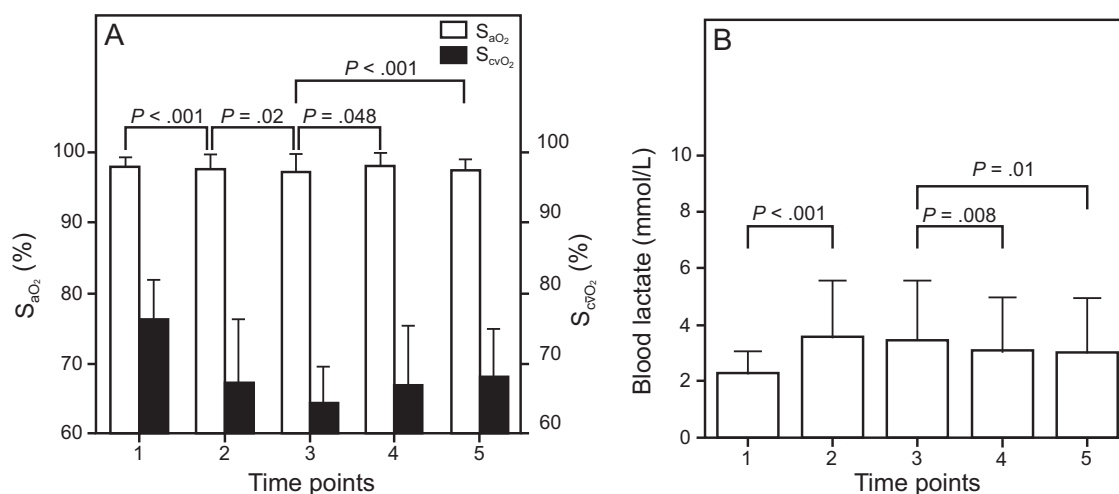 A
SaO2
ScvO2
P < .001
P < .001
P = .02
P = .048
100
90
80
70
60
SaO2 (%)
100
90
80
70
60
Scv̄O2 (%)
1 2 3 4 5
Time points
B
10
8
6
4
2
0
Blood lactate (mmol/L)
P = .01
P < .001
P = .008
1 2 3 4 5
Time points